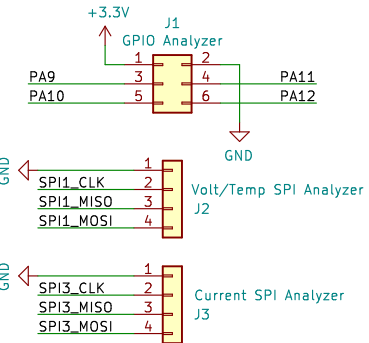 +3.3V
J1
GPIO Analyzer
1 2
PA9 3 4 PA11
PA10 5 6 PA12
GND
GND 1
SPI1_CLK 2
Volt/Temp SPI Analyzer
SPI1_MISO 3
J2
SPI1_MOSI 4
GND 1
SPI3_CLK 2
Current SPI Analyzer
SPI3_MISO 3
J3
SPI3_MOSI 4